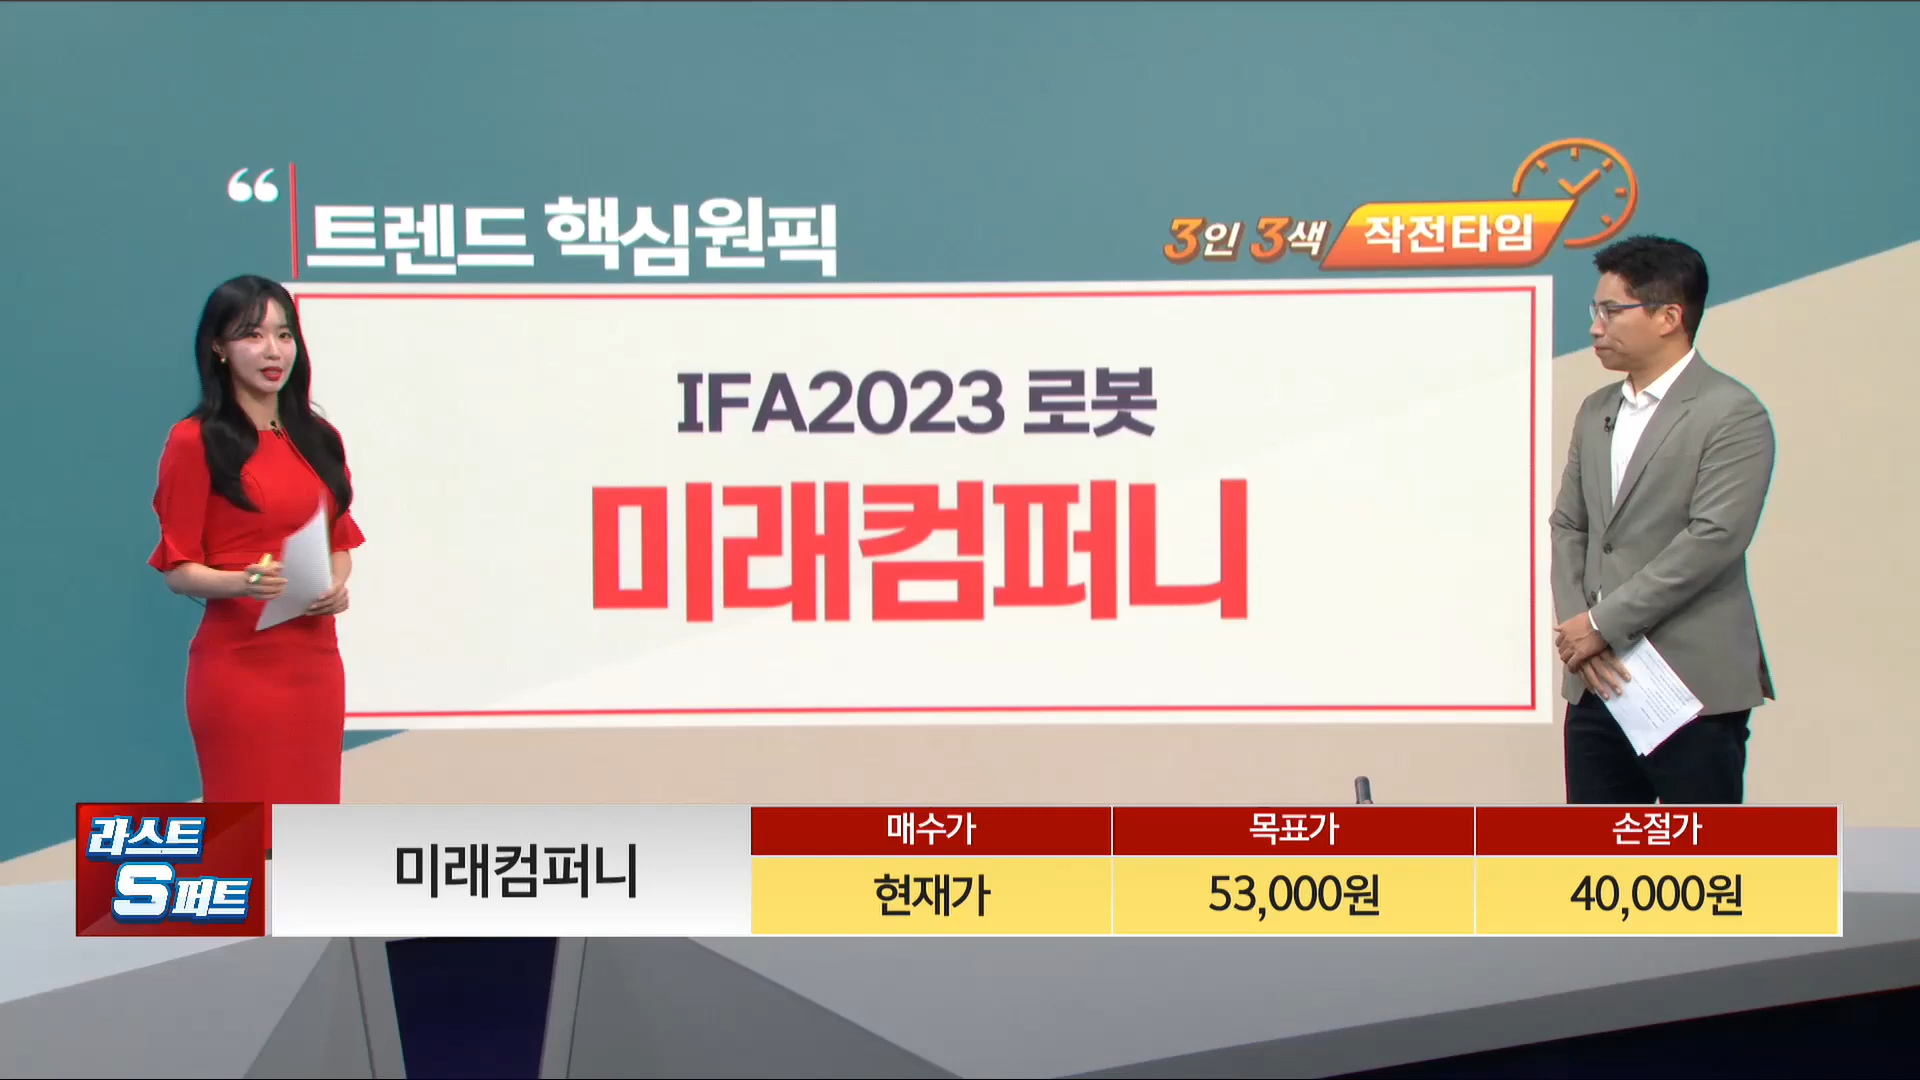 “
트렌드 핵심원픽
3인 3색 작전타임
IFA2023 로봇
미래컴퍼니
라스트
S퍼트
미래컴퍼니
매수가 목표가 손절가
현재가 53,000원 40,000원